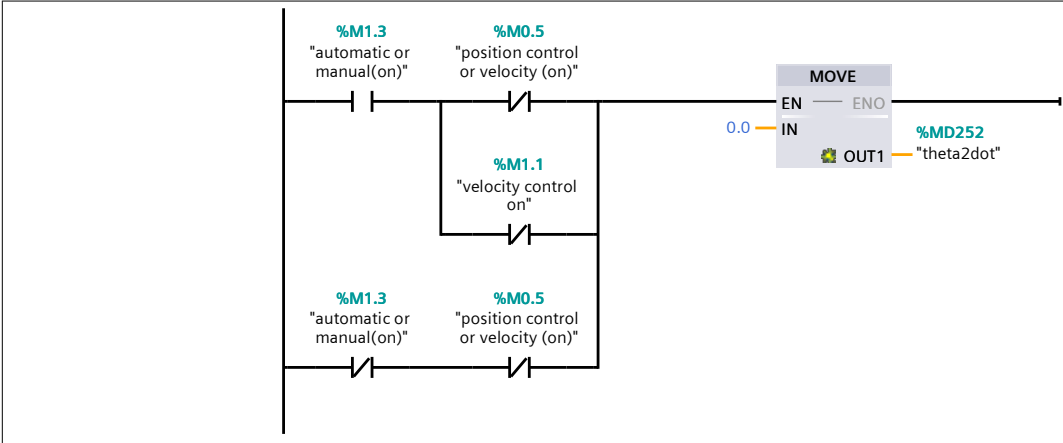 %M1.3
"automatic or
manual(on)"
%M0.5
"position control
or velocity (on)"
MOVE
EN
ENO
0.0
IN
OUT1
%MD252
"theta2dot"
%M1.1
"velocity control
on"
%M1.3
"automatic or
manual(on)"
%M0.5
"position control
or velocity (on)"